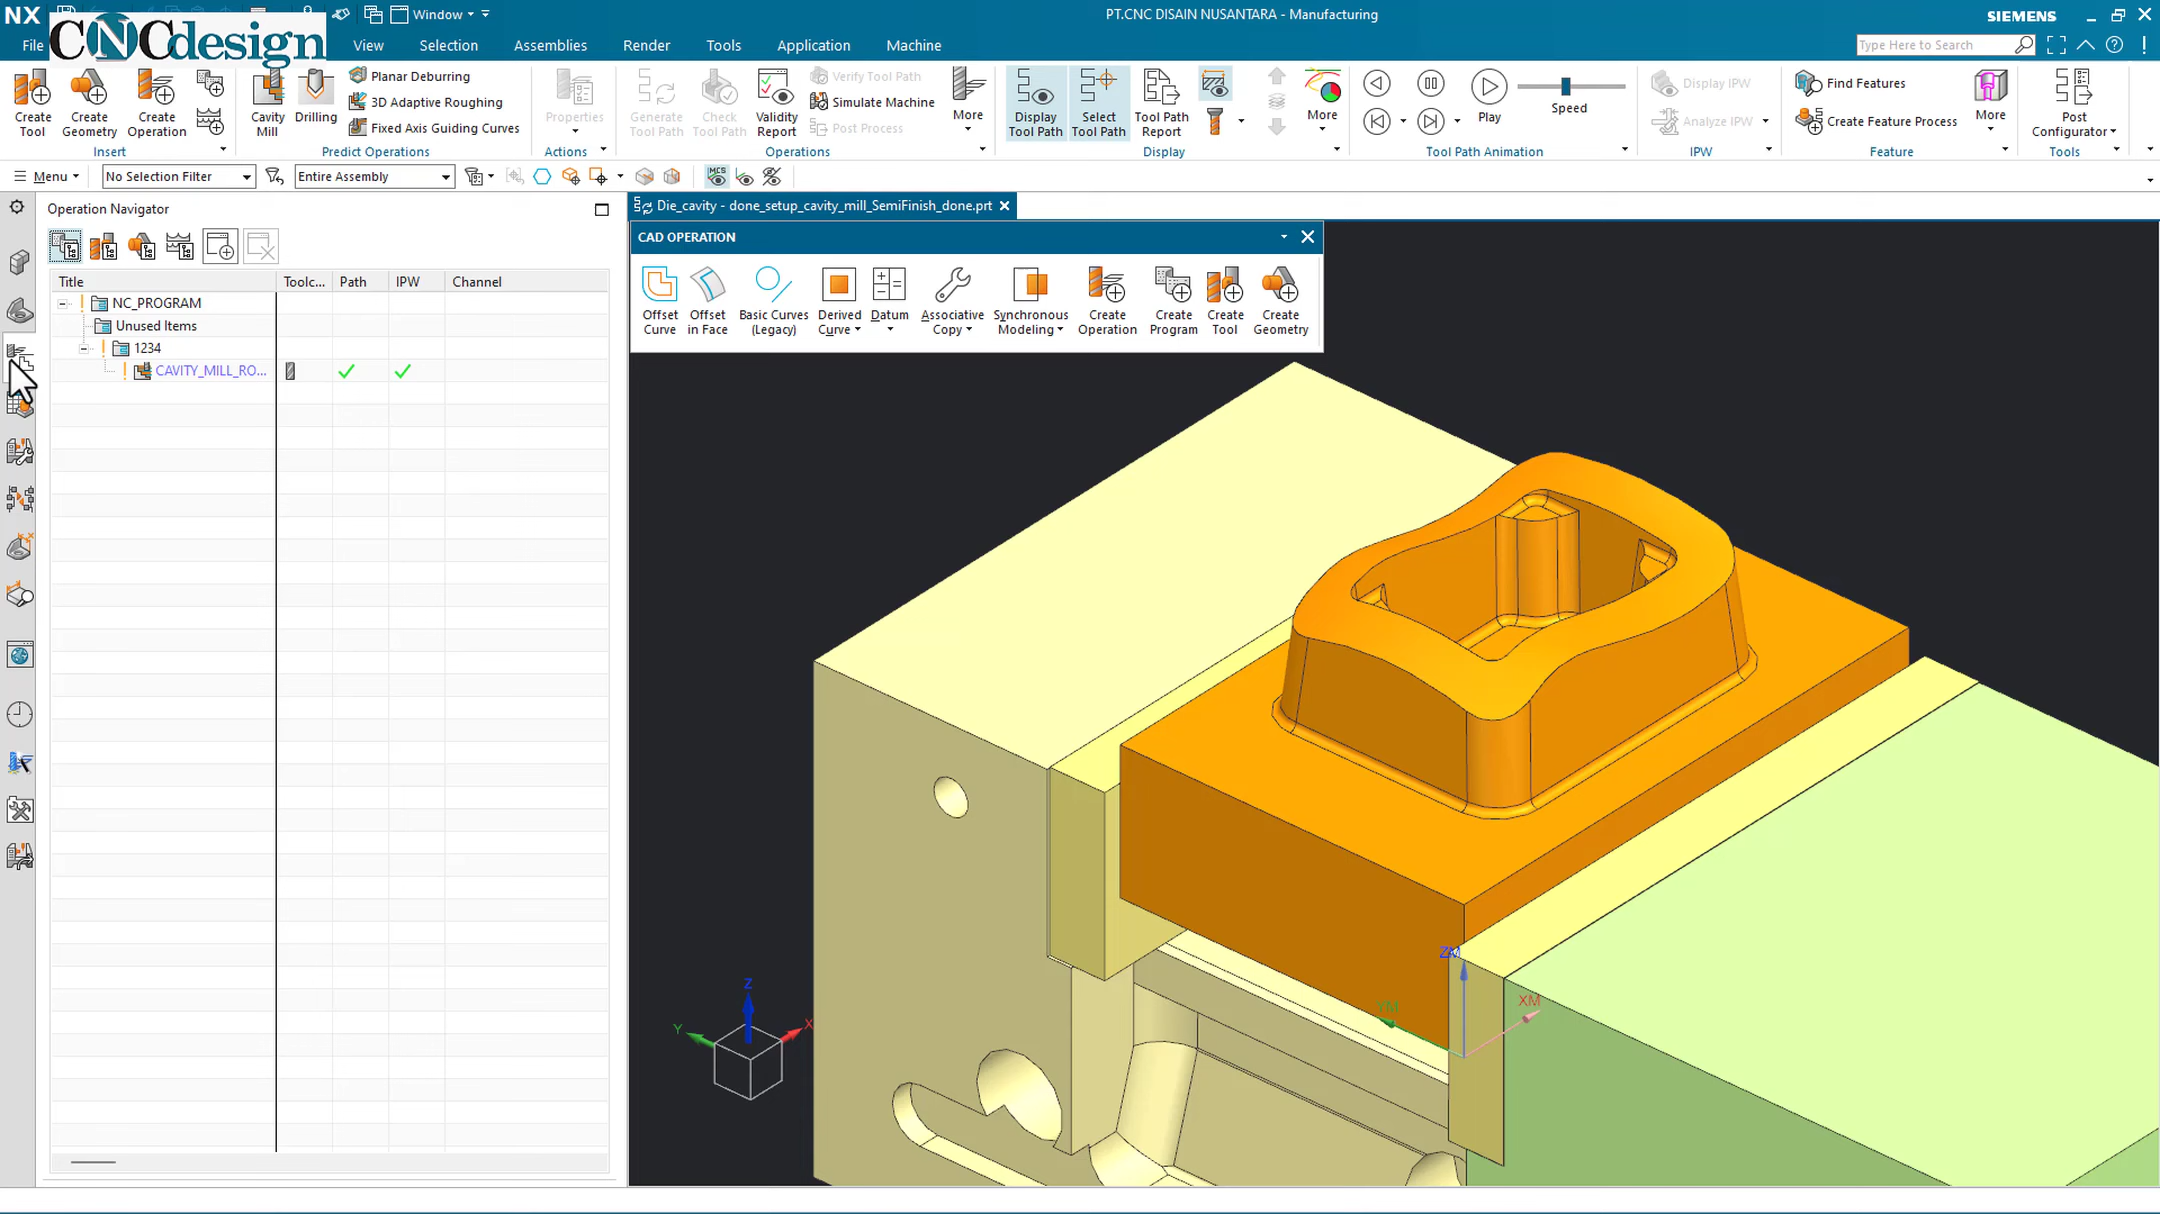 NX
Window
PT.CNC DISAIN NUSANTARA - Manufacturing
SIEMENS
File
CNCdesign
View
Selection
Assemblies
Render
Tools
Application
Machine
Type Here to Search
Create Tool
Create Geometry
Create Operation
Insert
Cavity Mill
Drilling
Planar Deburring
3D Adaptive Roughing
Fixed Axis Guiding Curves
Predict Operations
Properties
Actions
Generate Tool Path
Check Tool Path
Validity Report
Verify Tool Path
Simulate Machine
Post Process
More
Operations
Display Tool Path
Select Tool Path
Tool Path Report
More
Display
Play
Speed
Tool Path Animation
Display IPW
Analyze IPW
IPW
Find Features
Create Feature Process
More
Feature
Post Configurator
Tools
Menu
No Selection Filter
Entire Assembly
MCS
Operation Navigator
Die_cavity - done_setup_cavity_mill_SemiFinish_done.prt
CAD OPERATION
Offset Curve
Offset in Face
Basic Curves (Legacy)
Derived Curve
Datum
Associative Copy
Synchronous Modeling
Create Operation
Create Program
Create Tool
Create Geometry
Title
Toolc...
Path
IPW
Channel
NC_PROGRAM
Unused Items
1234
CAVITY_MILL_RO...
ZM
YM
XM
Z
Y
X